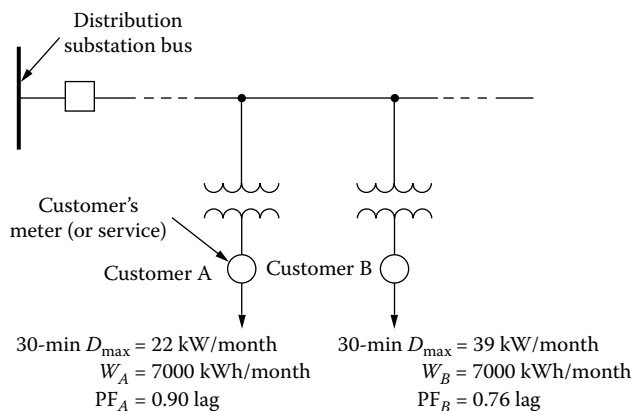 Distribution
substation bus
Customer's
meter (or service)
Customer A
Customer B
30-min D_max = 22 kW/month
W_A = 7000 kWh/month
PF_A = 0.90 lag
30-min D_max = 39 kW/month
W_B = 7000 kWh/month
PF_B = 0.76 lag